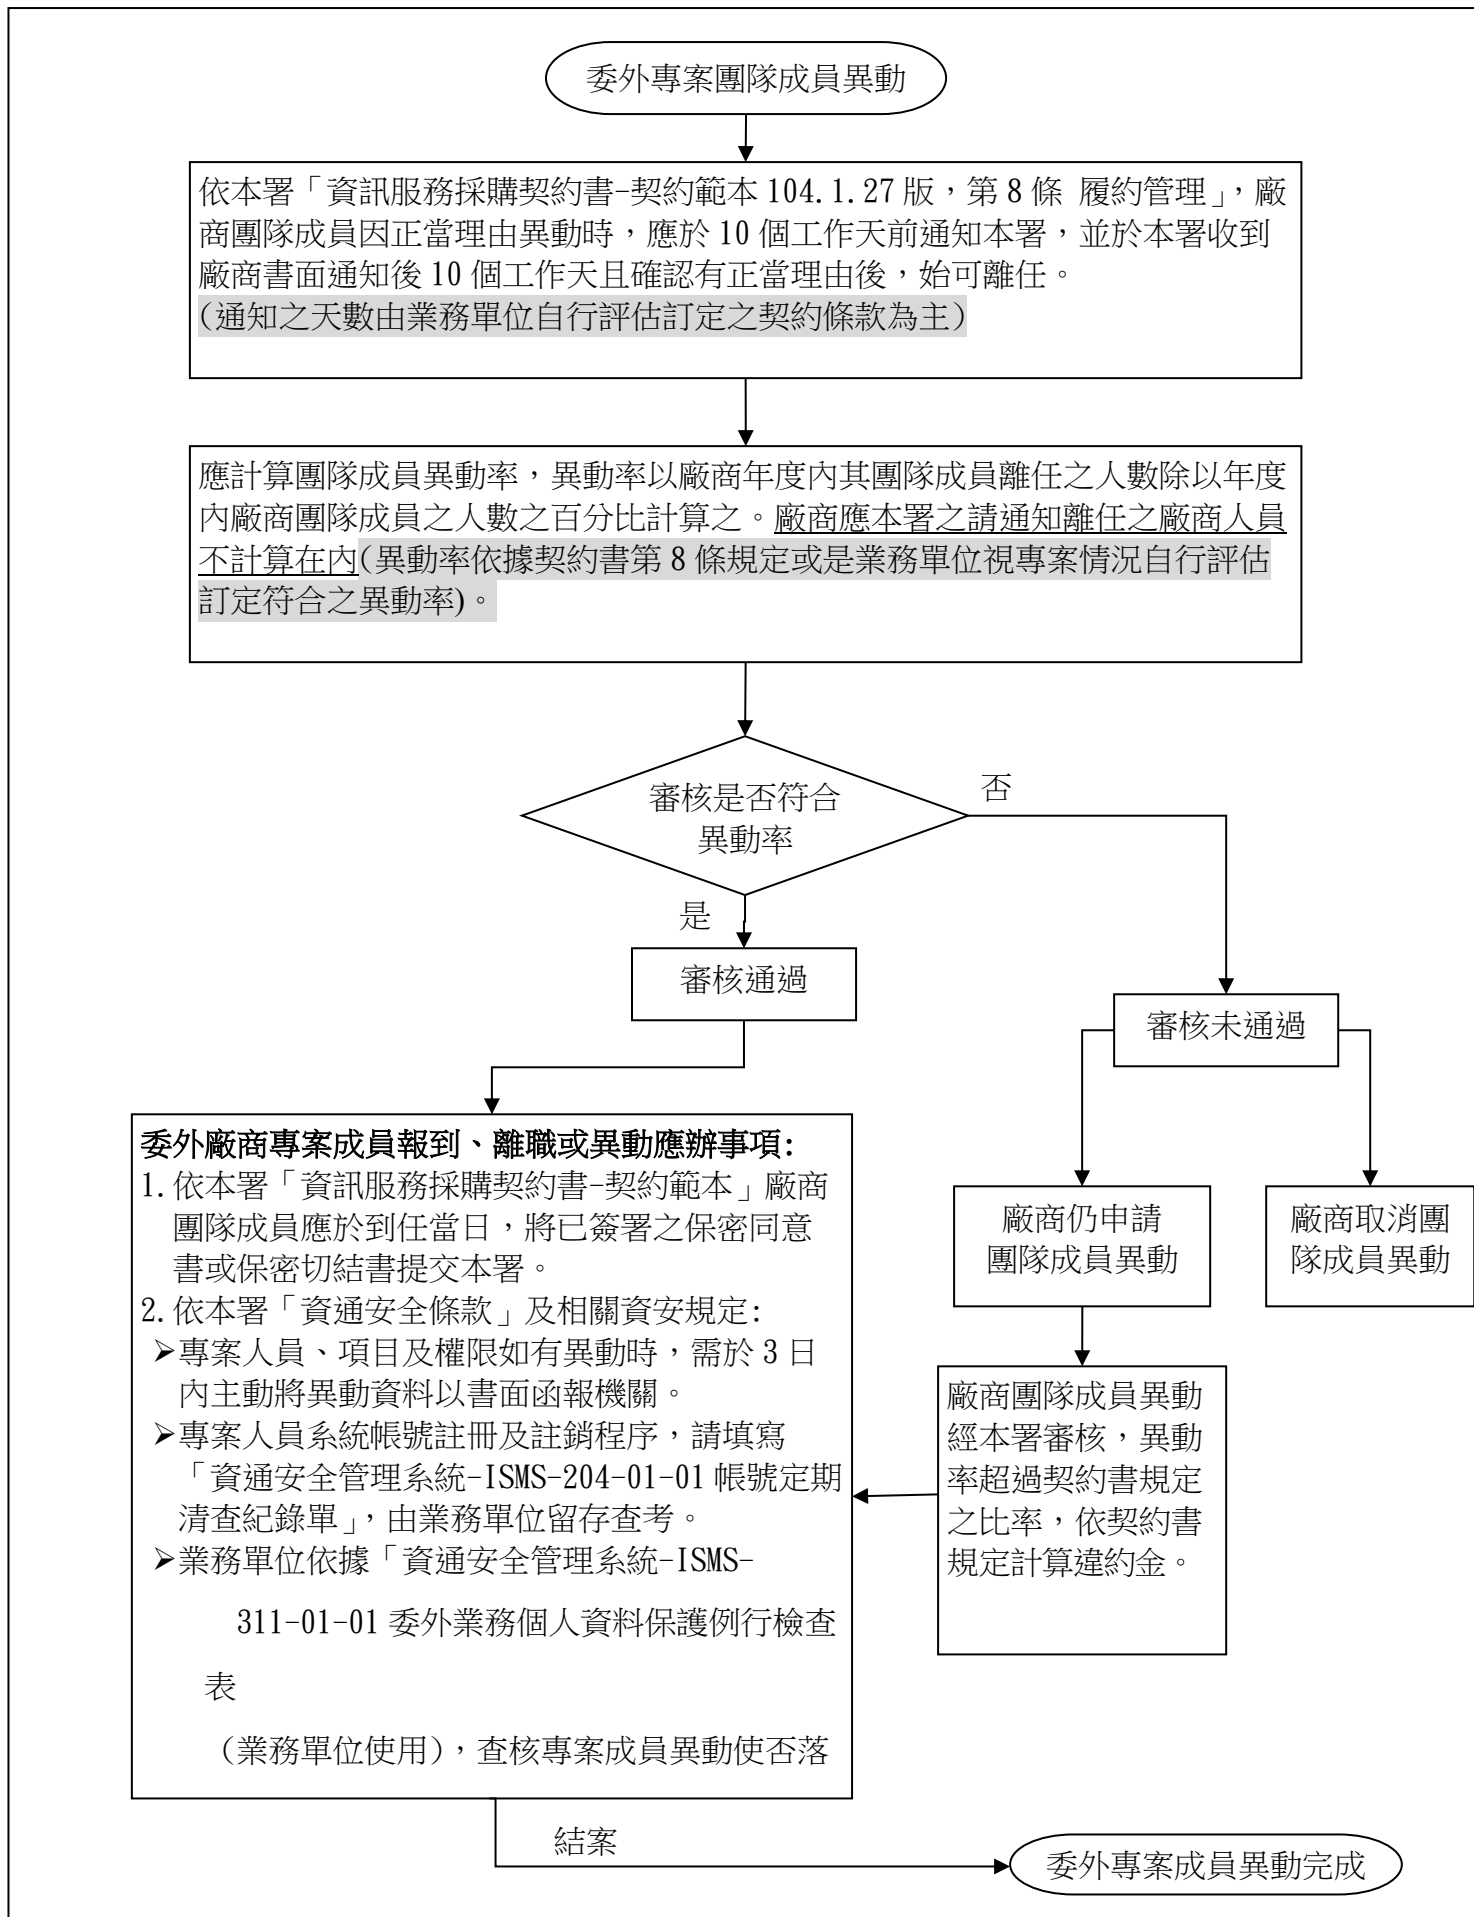 委外專案團隊成員異動
依本署「資訊服務採購契約書-契約範本 104.1.27 版，第 8 條 履約管理」，廠
商團隊成員因正當理由異動時，應於 10 個工作天前通知本署，並於本署收到
廠商書面通知後 10 個工作天且確認有正當理由後，始可離任。
(通知之天數由業務單位自行評估訂定之契約條款為主)
應計算團隊成員異動率，異動率以廠商年度內其團隊成員離任之人數除以年度
內廠商團隊成員之人數之百分比計算之。廠商應本署之請通知離任之廠商人員
不計算在內(異動率依據契約書第 8 條規定或是業務單位視專案情況自行評估
訂定符合之異動率)。
審核是否符合
異動率
否
是
審核通過
審核未通過
委外廠商專案成員報到、離職或異動應辦事項:
1. 依本署「資訊服務採購契約書-契約範本」廠商
團隊成員應於到任當日，將已簽署之保密同意
書或保密切結書提交本署。
2. 依本署「資通安全條款」及相關資安規定:
➢專案人員、項目及權限如有異動時，需於 3 日
內主動將異動資料以書面函報機關。
➢專案人員系統帳號註冊及註銷程序，請填寫
「資通安全管理系統-ISMS-204-01-01 帳號定期
清查紀錄單」，由業務單位留存查考。
➢業務單位依據「資通安全管理系統-ISMS-
311-01-01 委外業務個人資料保護例行檢查
表
（業務單位使用），查核專案成員異動使否落
廠商仍申請
團隊成員異動
廠商取消團
隊成員異動
廠商團隊成員異動
經本署審核，異動
率超過契約書規定
之比率，依契約書
規定計算違約金。
結案
委外專案成員異動完成